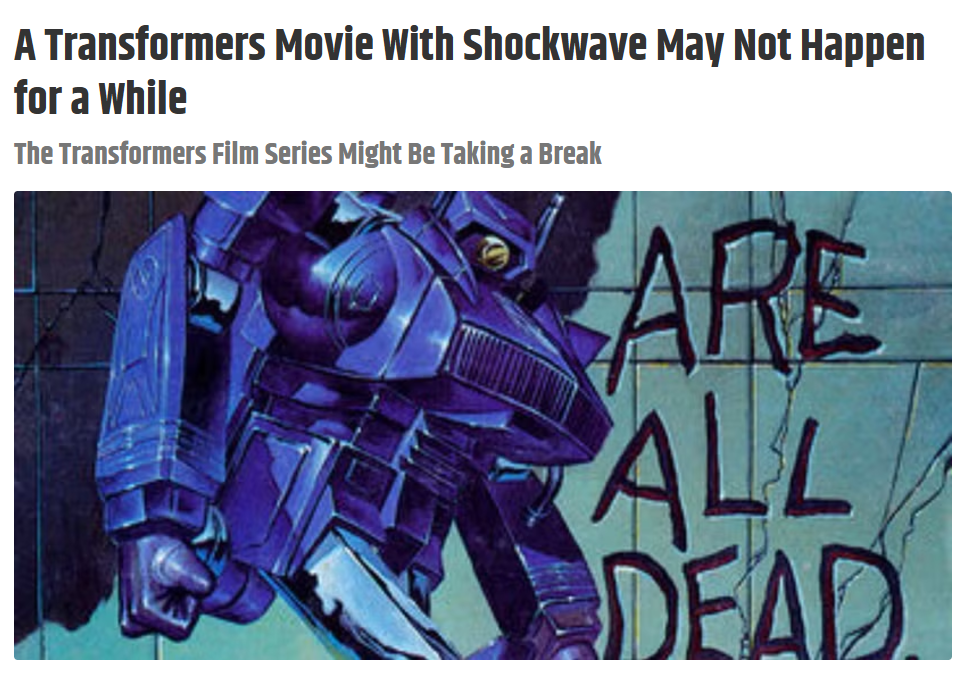 A Transformers Movie With Shockwave May Not Happen
for a While
The Transformers Film Series Might Be Taking a Break
ARE
ALL
DEAD.